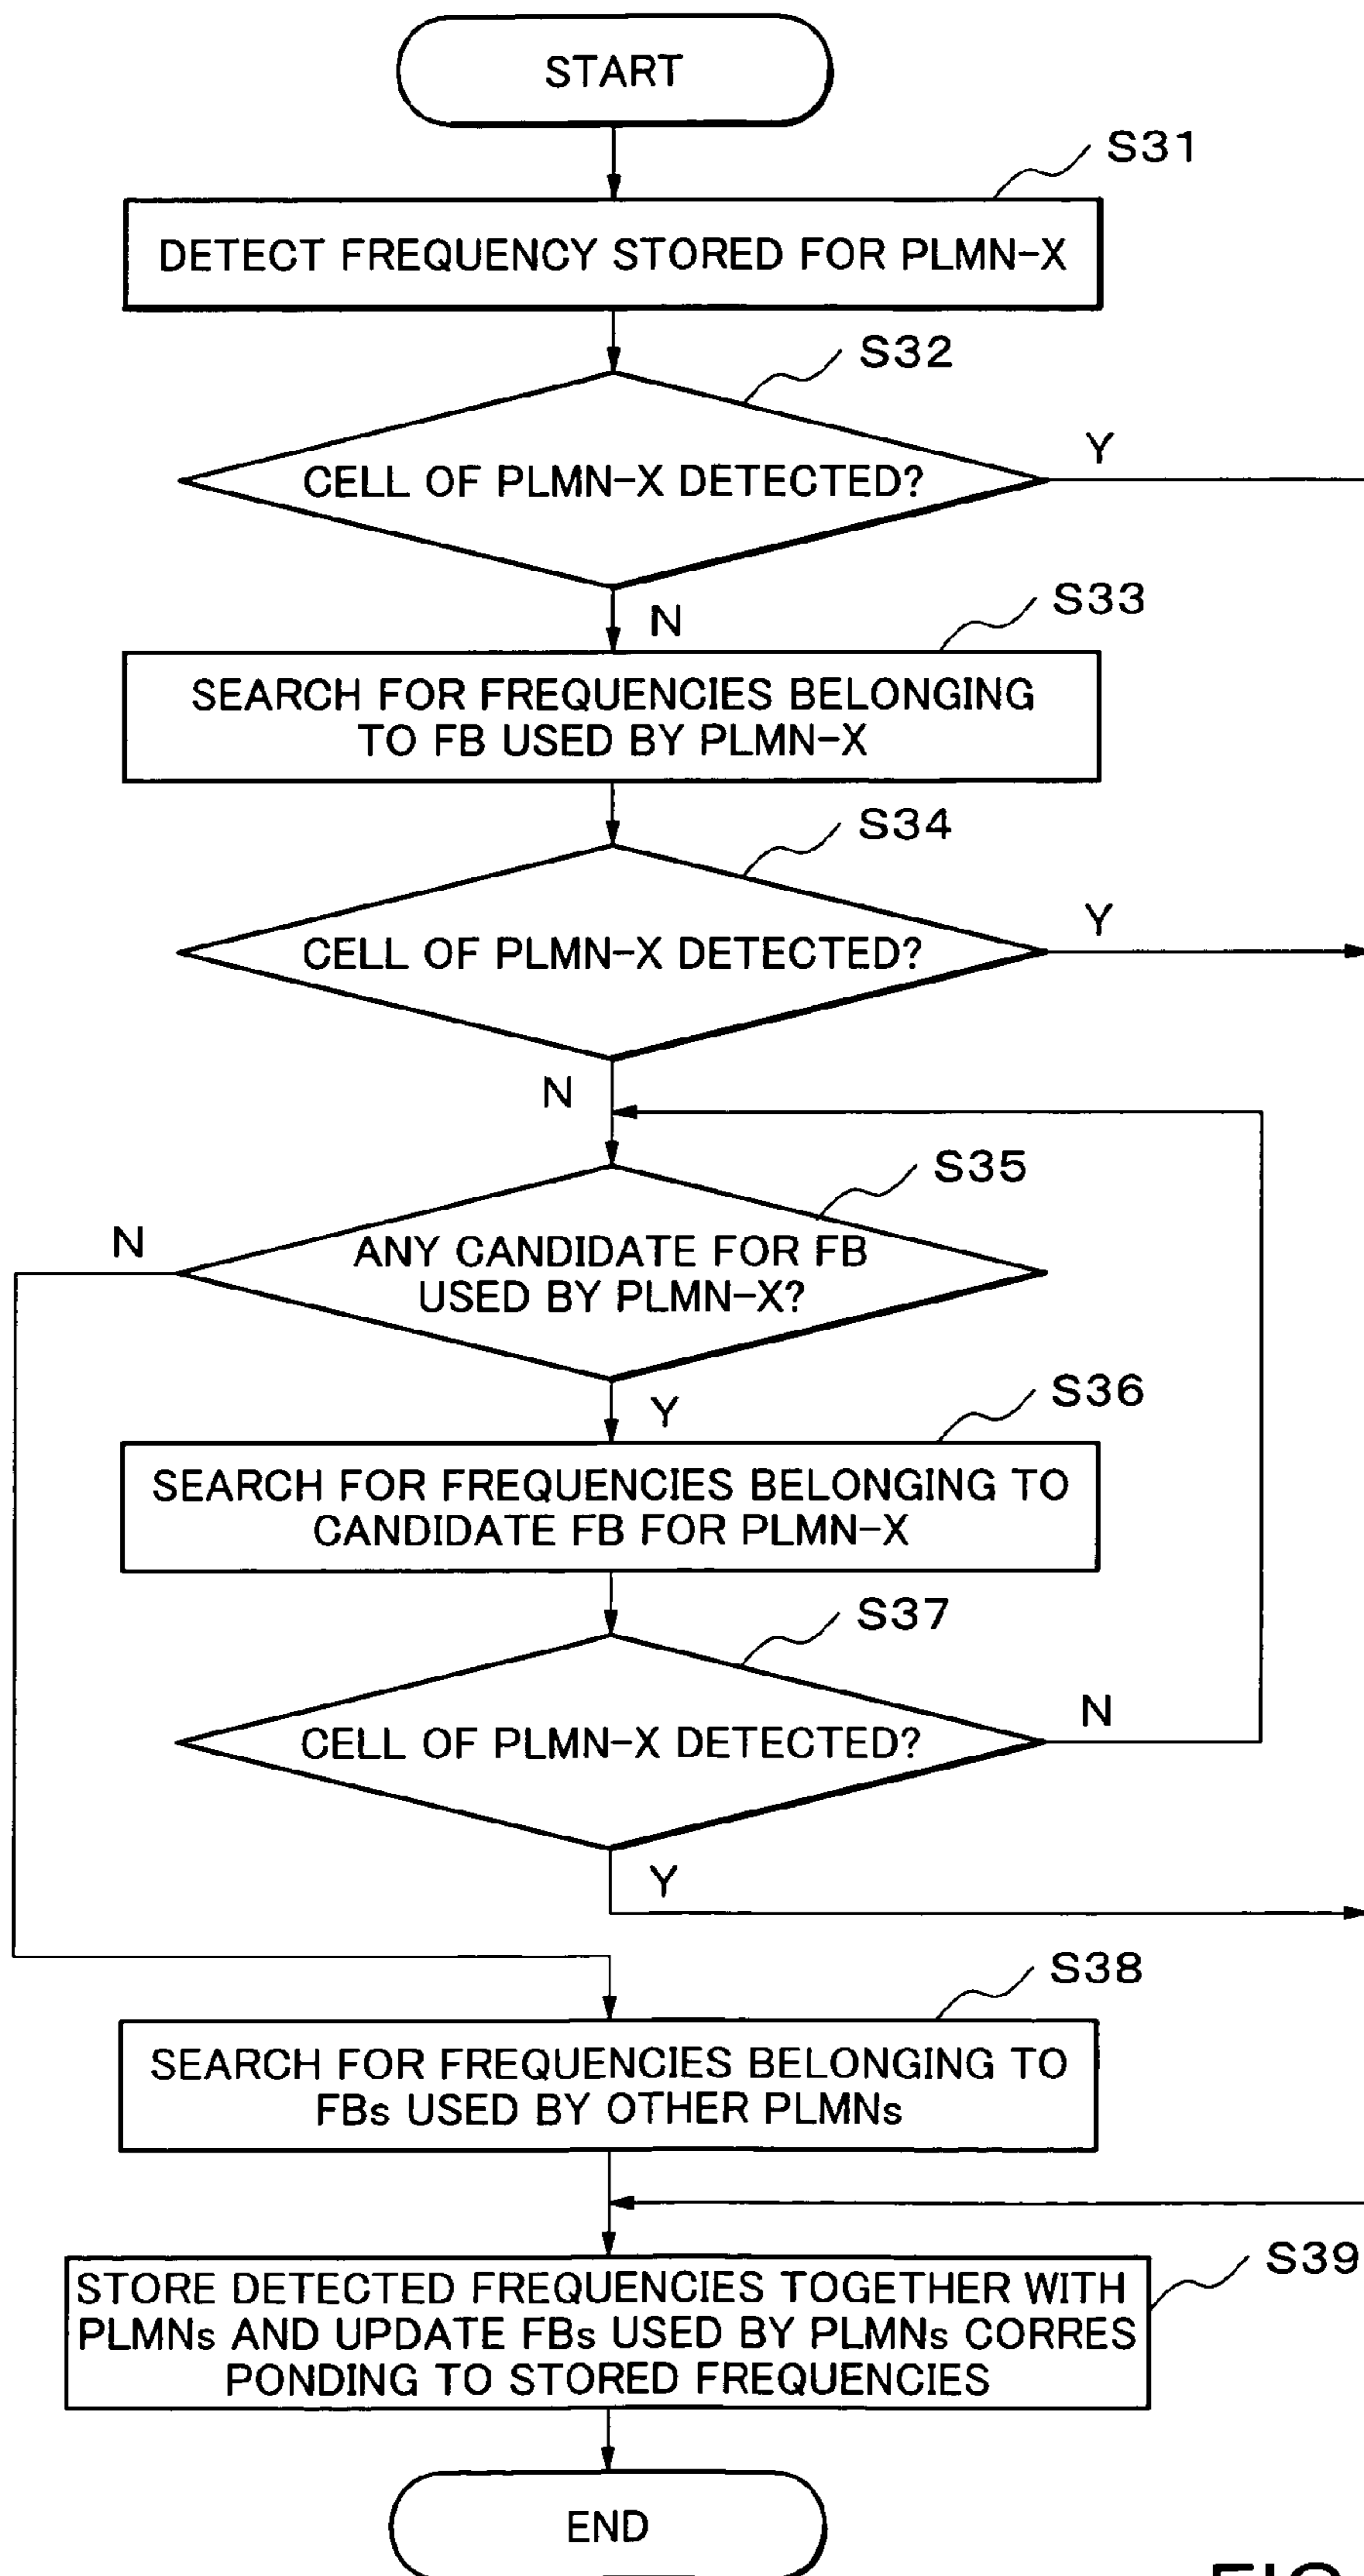 START
S31
DETECT FREQUENCY STORED FOR PLMN-X
S32
CELL OF PLMN-X DETECTED?
Y
N
S33
SEARCH FOR FREQUENCIES BELONGING
TO FB USED BY PLMN-X
S34
CELL OF PLMN-X DETECTED?
Y
N
S35
N
ANY CANDIDATE FOR FB
USED BY PLMN-X?
Y
S36
SEARCH FOR FREQUENCIES BELONGING TO
CANDIDATE FB FOR PLMN-X
S37
CELL OF PLMN-X DETECTED?
N
Y
S38
SEARCH FOR FREQUENCIES BELONGING TO
FBs USED BY OTHER PLMNs
S39
STORE DETECTED FREQUENCIES TOGETHER WITH
PLMNs AND UPDATE FBs USED BY PLMNs CORRES
PONDING TO STORED FREQUENCIES
END